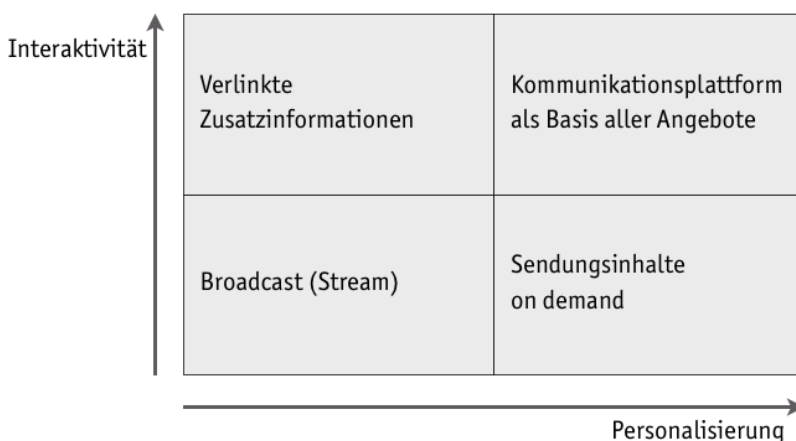 Interaktivität
Verlinkte
Zusatzinformationen
Kommunikationsplattform
als Basis aller Angebote
Broadcast (Stream)
Sendungsinhalte
on demand
Personalisierung